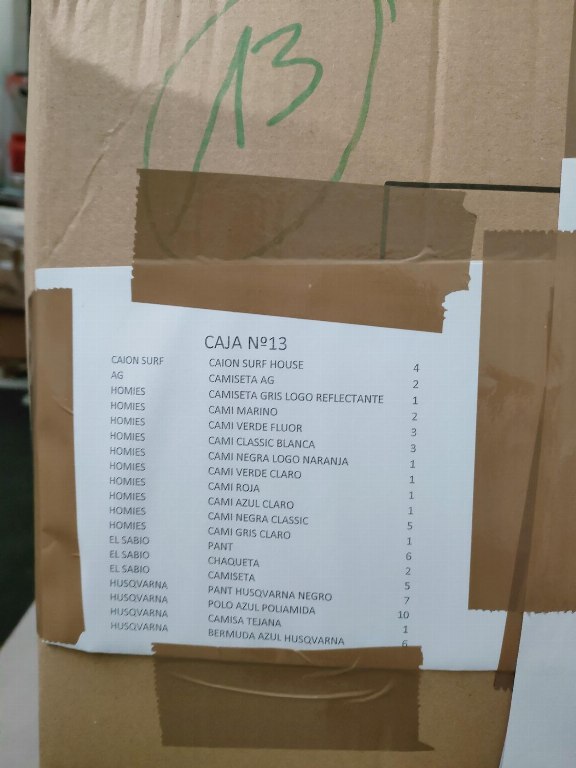 13
CAJA Nº13
CAION SURF CAION SURF HOUSE 4
AG CAMISETA AG 2
HOMIES CAMISETA GRIS LOGO REFLECTANTE 1
HOMIES CAMI MARINO 2
HOMIES CAMI VERDE FLUOR 3
HOMIES CAMI CLASSIC BLANCA 3
HOMIES CAMI NEGRA LOGO NARANJA 1
HOMIES CAMI VERDE CLARO 1
HOMIES CAMI ROJA 1
HOMIES CAMI AZUL CLARO 1
HOMIES CAMI NEGRA CLASSIC 5
HOMIES CAMI GRIS CLARO 1
EL SABIO PANT 6
EL SABIO CHAQUETA 2
EL SABIO CAMISETA 5
HUSQVARNA PANT HUSQVARNA NEGRO 7
HUSQVARNA POLO AZUL POLIAMIDA 10
HUSQVARNA CAMISA TEJANA 1
HUSQVARNA BERMUDA AZUL HUSQVARNA 6